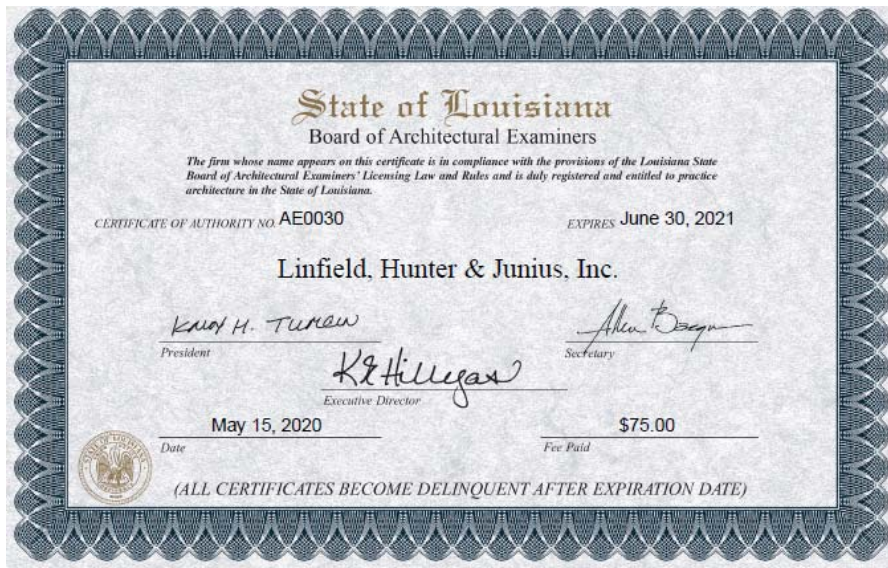 State of Louisiana
Board of Architectural Examiners
The firm whose name appears on this certificate is in compliance with the provisions of the Louisiana State
Board of Architectural Examiners' Licensing Law and Rules and is duly registered and entitled to practice
architecture in the State of Louisiana.
CERTIFICATE OF AUTHORITY NO. AE0030 EXPIRES June 30, 2021
Linfield, Hunter & Junius, Inc.
President Secretary
Executive Director
May 15, 2020 $75.00
Date Fee Paid
(ALL CERTIFICATES BECOME DELINQUENT AFTER EXPIRATION DATE)